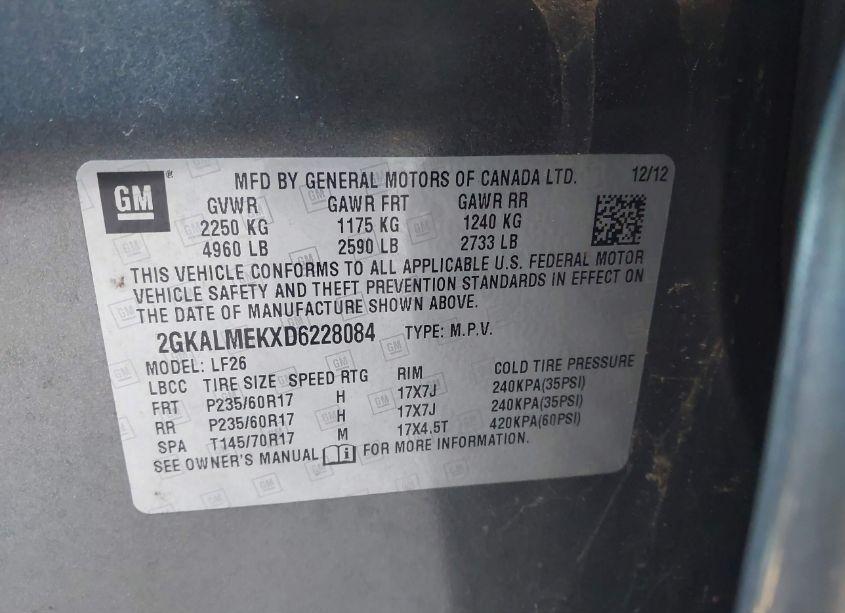 GM® MFD BY GENERAL MOTORS OF CANADA LTD. 12/12
GVWR GAWR FRT GAWR RR
2250 KG 1175 KG 1240 KG
4960 LB 2590 LB 2733 LB
THIS VEHICLE CONFORMS TO ALL APPLICABLE U.S. FEDERAL MOTOR
VEHICLE SAFETY AND THEFT PREVENTION STANDARDS IN EFFECT ON
THE DATE OF MANUFACTURE SHOWN ABOVE.
2GKALMEKXD6228084 TYPE: M.P.V.
MODEL: LF26
LBCC TIRE SIZE SPEED RTG RIM COLD TIRE PRESSURE
FRT P235/60R17 H 17X7J 240KPA(35PSI)
RR P235/60R17 H 17X7J 240KPA(35PSI)
SPA T145/70R17 M 17X4.5T 420KPA(60PSI)
SEE OWNER'S MANUAL FOR MORE INFORMATION.